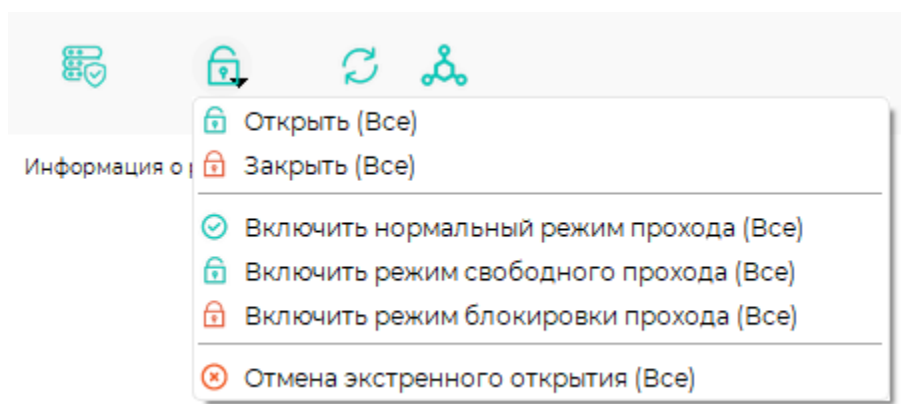 Открыть (Все)
Информация о
Закрыть (Все)
Включить нормальный режим прохода (Все)
Включить режим свободного прохода (Все)
Включить режим блокировки прохода (Все)
Отмена экстренного открытия (Все)